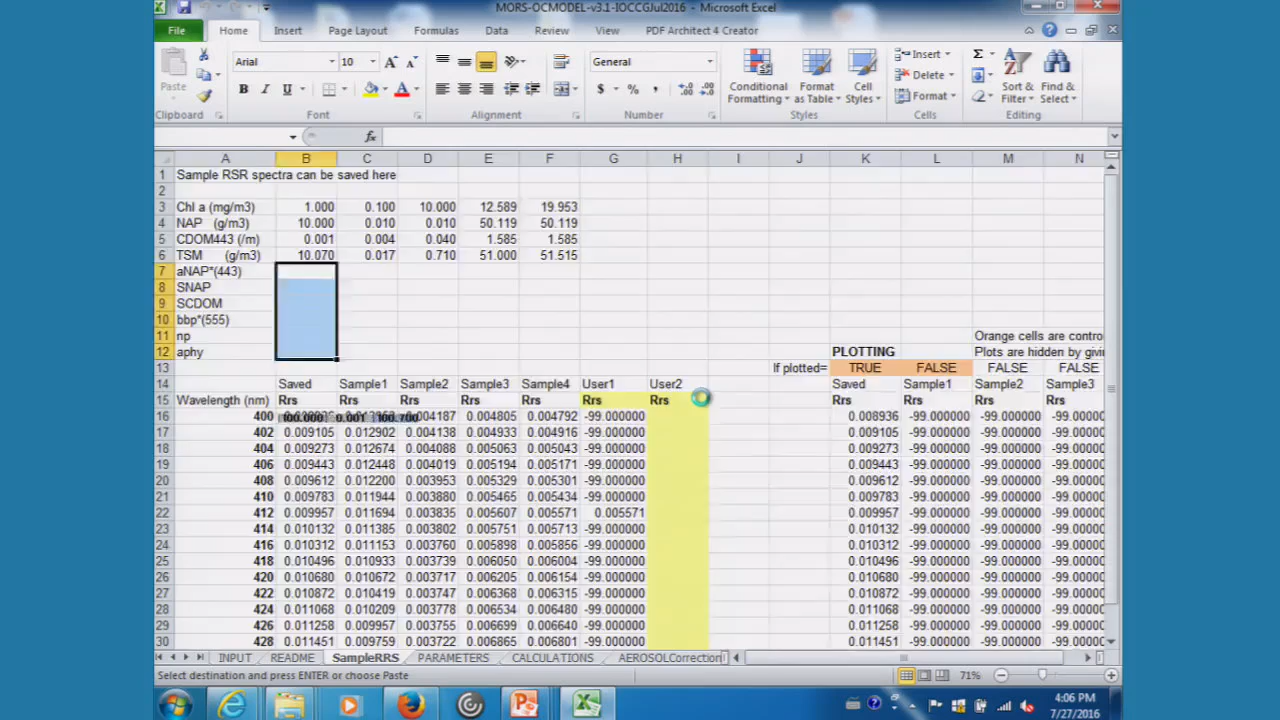 MORS-OCMODEL-v3.1-IOCCGJul2016 - Microsoft Excel
File Home Insert Page Layout Formulas Data Review View PDF Architect 4 Creator
Arial 10 General Insert Delete Format
Paste Conditional Formatting Format as Table Cell Styles Sort & Filter Find & Select
Clipboard Font Alignment Number Styles Cells Editing
fx
A B C D E F G H I J K L M N
1 Sample RSR spectra can be saved here
2
3 Chl a (mg/m3) 1.000 0.100 10.000 12.589 19.953
4 NAP (g/m3) 10.000 0.010 0.010 50.119 50.119
5 CDOM443 (/m) 0.001 0.004 0.040 1.585 1.585
6 TSM (g/m3) 10.070 0.017 0.710 51.000 51.515
7 aNAP*(443)
8 SNAP
9 SCDOM
10 bbp*(555)
11 np Orange cells are contro
12 aphy PLOTTING Plots are hidden by givi
13 If plotted= TRUE FALSE FALSE FALSE
14 Saved Sample1 Sample2 Sample3 Sample4 User1 User2 Saved Sample1 Sample2 Sample3
15 Wavelength (nm) Rrs Rrs Rrs Rrs Rrs Rrs Rrs Rrs Rrs Rrs Rrs
16 400 0.004187 0.004805 0.004792 -99.000000 0.008936 -99.000000 -99.000000 -99.000000
17 402 0.009105 0.012902 0.004138 0.004933 0.004916 -99.000000 0.009105 -99.000000 -99.000000 -99.000000
18 404 0.009273 0.012674 0.004088 0.005063 0.005043 -99.000000 0.009273 -99.000000 -99.000000 -99.000000
19 406 0.009443 0.012448 0.004019 0.005194 0.005171 -99.000000 0.009443 -99.000000 -99.000000 -99.000000
20 408 0.009612 0.012200 0.003953 0.005329 0.005301 -99.000000 0.009612 -99.000000 -99.000000 -99.000000
21 410 0.009783 0.011944 0.003880 0.005465 0.005434 -99.000000 0.009783 -99.000000 -99.000000 -99.000000
22 412 0.009957 0.011694 0.003835 0.005607 0.005571 0.005571 0.009957 -99.000000 -99.000000 -99.000000
23 414 0.010132 0.011385 0.003802 0.005751 0.005713 -99.000000 0.010132 -99.000000 -99.000000 -99.000000
24 416 0.010312 0.011153 0.003760 0.005898 0.005856 -99.000000 0.010312 -99.000000 -99.000000 -99.000000
25 418 0.010496 0.010933 0.003739 0.006050 0.006004 -99.000000 0.010496 -99.000000 -99.000000 -99.000000
26 420 0.010680 0.010672 0.003717 0.006205 0.006154 -99.000000 0.010680 -99.000000 -99.000000 -99.000000
27 422 0.010872 0.010419 0.003747 0.006368 0.006315 -99.000000 0.010872 -99.000000 -99.000000 -99.000000
28 424 0.011068 0.010209 0.003778 0.006534 0.006480 -99.000000 0.011068 -99.000000 -99.000000 -99.000000
29 426 0.011258 0.009957 0.003755 0.006699 0.006640 -99.000000 0.011258 -99.000000 -99.000000 -99.000000
30 428 0.011451 0.009759 0.003722 0.006865 0.006801 -99.000000 0.011451 -99.000000 -99.000000 -99.000000
INPUT README SampleRRS PARAMETERS CALCULATIONS AEROSOLCorrection
Select destination and press ENTER or choose Paste 71%
4:06 PM
7/27/2016